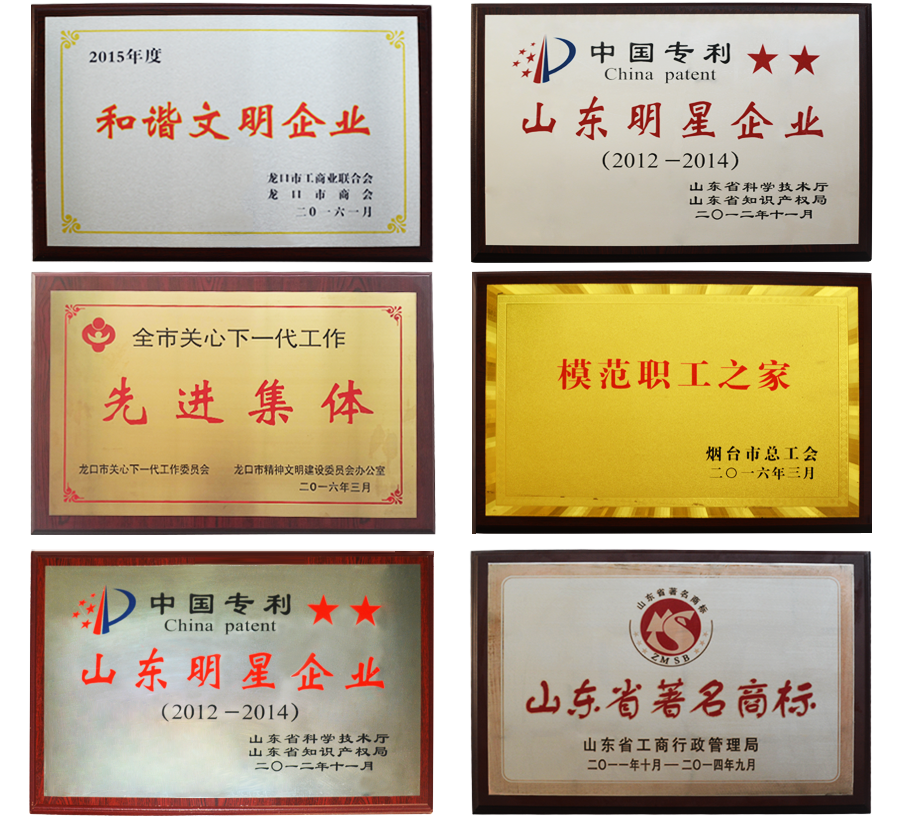 2015年度
和谐文明企业
龙口市工商业联合会
龙口市商会
二〇一六一月
中国专利
China patent
山东明星企业
(2012－2014)
山东省科学技术厅
山东省知识产权局
二〇一二年十一月
全市关心下一代工作
先进集体
龙口市关心下一代工作委员会 龙口市精神文明建设委员会办公室
二〇一六年三月
模范职工之家
烟台市总工会
二〇一六年三月
中国专利
China patent
山东明星企业
(2012－2014)
山东省科学技术厅
山东省知识产权局
二〇一二年十一月
山东省著名商标
ZMSB
山东省著名商标
山东省工商行政管理局
二〇一一年十月－二〇一四年九月